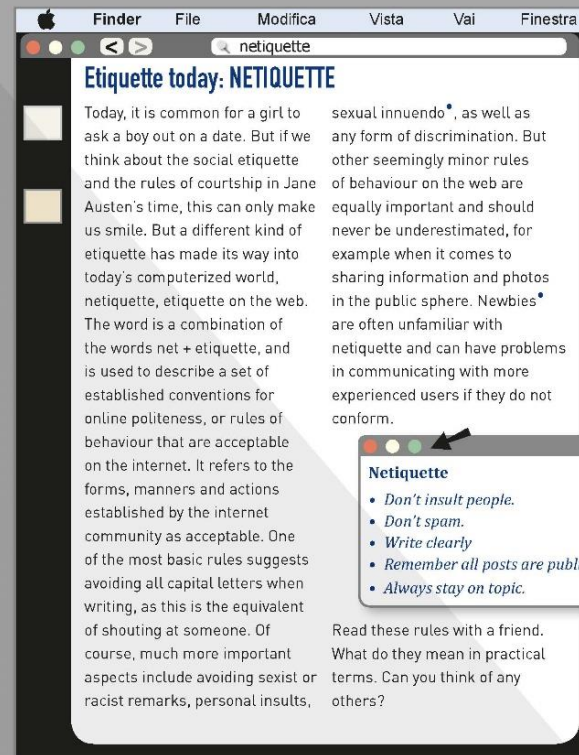 Finder File Modifica Vista Vai Finestra
netiquette
Etiquette today: NETIQUETTE
Today, it is common for a girl to
ask a boy out on a date. But if we
think about the social etiquette
and the rules of courtship in Jane
Austen's time, this can only make
us smile. But a different kind of
etiquette has made its way into
today's computerized world,
netiquette, etiquette on the web.
The word is a combination of
the words net + etiquette, and
is used to describe a set of
established conventions for
online politeness, or rules of
behaviour that are acceptable
on the internet. It refers to the
forms, manners and actions
established by the internet
community as acceptable. One
of the most basic rules suggests
avoiding all capital letters when
writing, as this is the equivalent
of shouting at someone. Of
course, much more important
aspects include avoiding sexist or
racist remarks, personal insults,
sexual innuendo•, as well as
any form of discrimination. But
other seemingly minor rules
of behaviour on the web are
equally important and should
never be underestimated, for
example when it comes to
sharing information and photos
in the public sphere. Newbies•
are often unfamiliar with
netiquette and can have problems
in communicating with more
experienced users if they do not
conform.
Netiquette
• Don't insult people.
• Don't spam.
• Write clearly
• Remember all posts are publi
• Always stay on topic.
Read these rules with a friend.
What do they mean in practical
terms. Can you think of any
others?